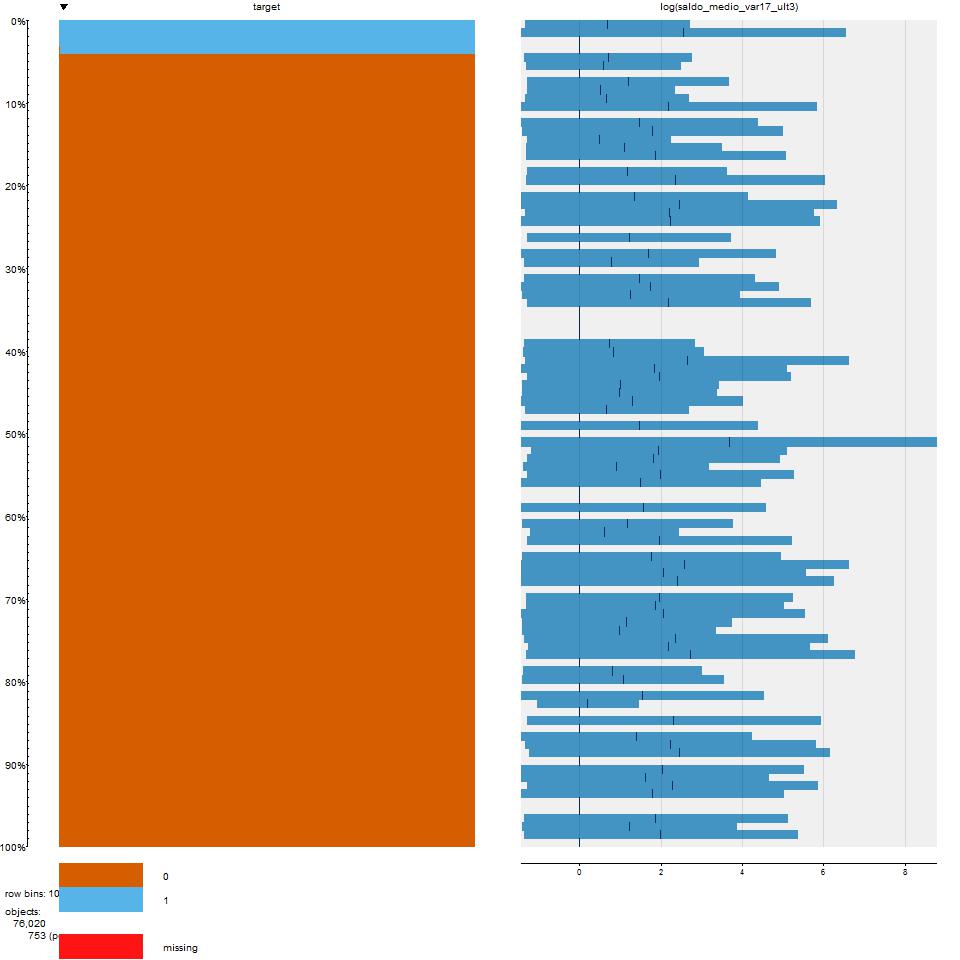 target
log(saldo_medio_var17_ult3)
0%
10%
20%
30%
40%
50%
60%
70%
80%
90%
100%
0 2 4 6 8
0
row bins: 10
1
objects:
76,020
753 (p
missing